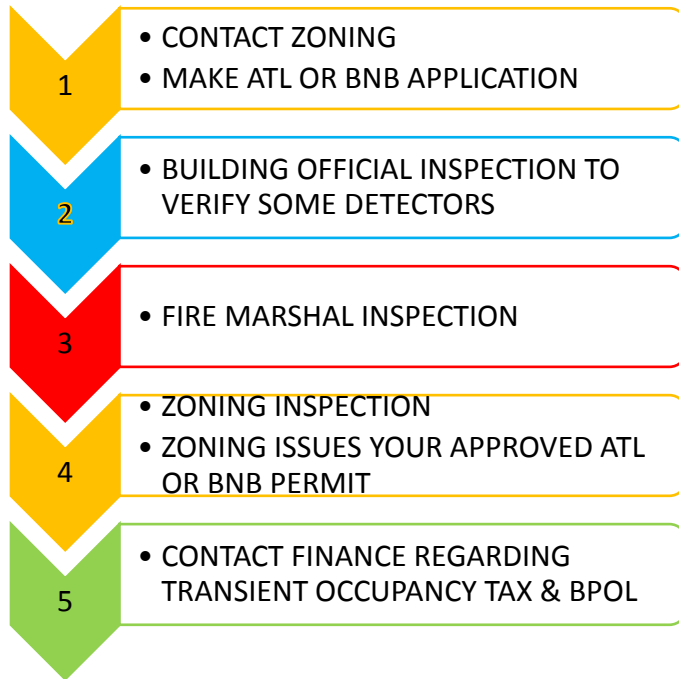 1
• CONTACT ZONING
• MAKE ATL OR BNB APPLICATION
2
• BUILDING OFFICIAL INSPECTION TO
VERIFY SOME DETECTORS
3
• FIRE MARSHAL INSPECTION
4
• ZONING INSPECTION
• ZONING ISSUES YOUR APPROVED ATL
OR BNB PERMIT
5
• CONTACT FINANCE REGARDING
TRANSIENT OCCUPANCY TAX & BPOL